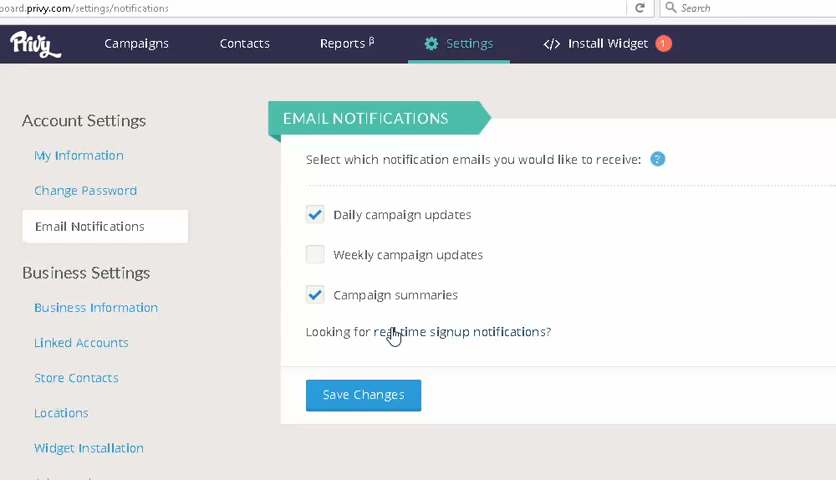 board.privy.com/settings/notifications
Search
Privy
Campaigns
Contacts
Reports β
Settings
</> Install Widget 1
Account Settings
My Information
Change Password
Email Notifications
Business Settings
Business Information
Linked Accounts
Store Contacts
Locations
Widget Installation
EMAIL NOTIFICATIONS
Select which notification emails you would like to receive: ?
Daily campaign updates
Weekly campaign updates
Campaign summaries
Looking for real-time signup notifications?
Save Changes